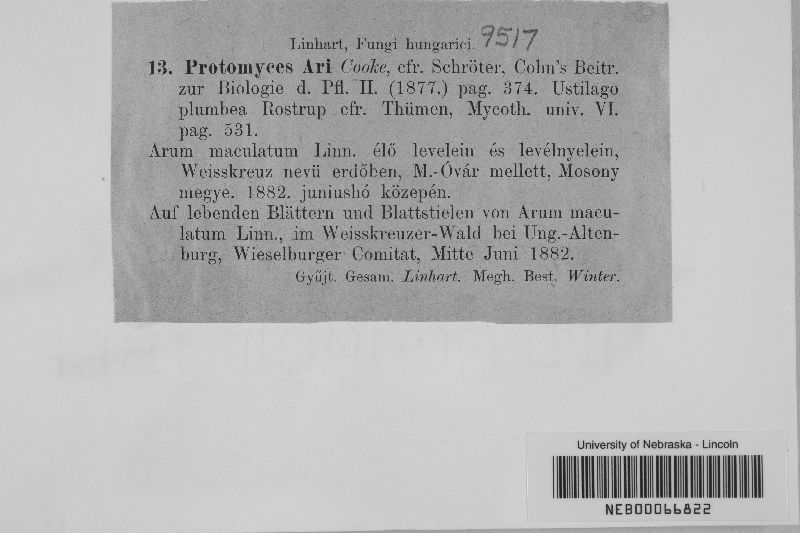 Linhart, Fungi hungarici. 9517
13. Protomyces Ari Cooke, cfr. Schröter, Cohn's Beitr.
zur Biologie d. Pfl. II. (1877.) pag. 374. Ustilago
plumbea Rostrup cfr. Thümen, Mycoth. univ. VI.
pag. 531.
Arum maculatum Linn. élő levelein és levélnyelein,
Weisskreuz nevü erdőben, M.-Óvár mellett, Mosony
megye. 1882. juniushó közepén.
Auf lebenden Blättern und Blattstielen von Arum macu-
latum Linn., im Weisskreuzer-Wald bei Ung.-Alten-
burg, Wieselburger Comitat, Mitte Juni 1882.
Gyűjt. Gesam. Linhart. Megh. Best. Winter.
University of Nebraska - Lincoln
NEB00066822